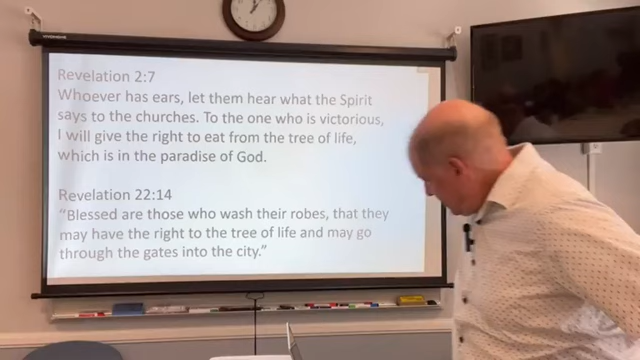 Revelation 2:7
Whoever has ears, let them hear what the Spirit
says to the churches. To the one who is victorious,
I will give the right to eat from the tree of life,
which is in the paradise of God.
Revelation 22:14
“Blessed are those who wash their robes, that they
may have the right to the tree of life and may go
through the gates into the city.”